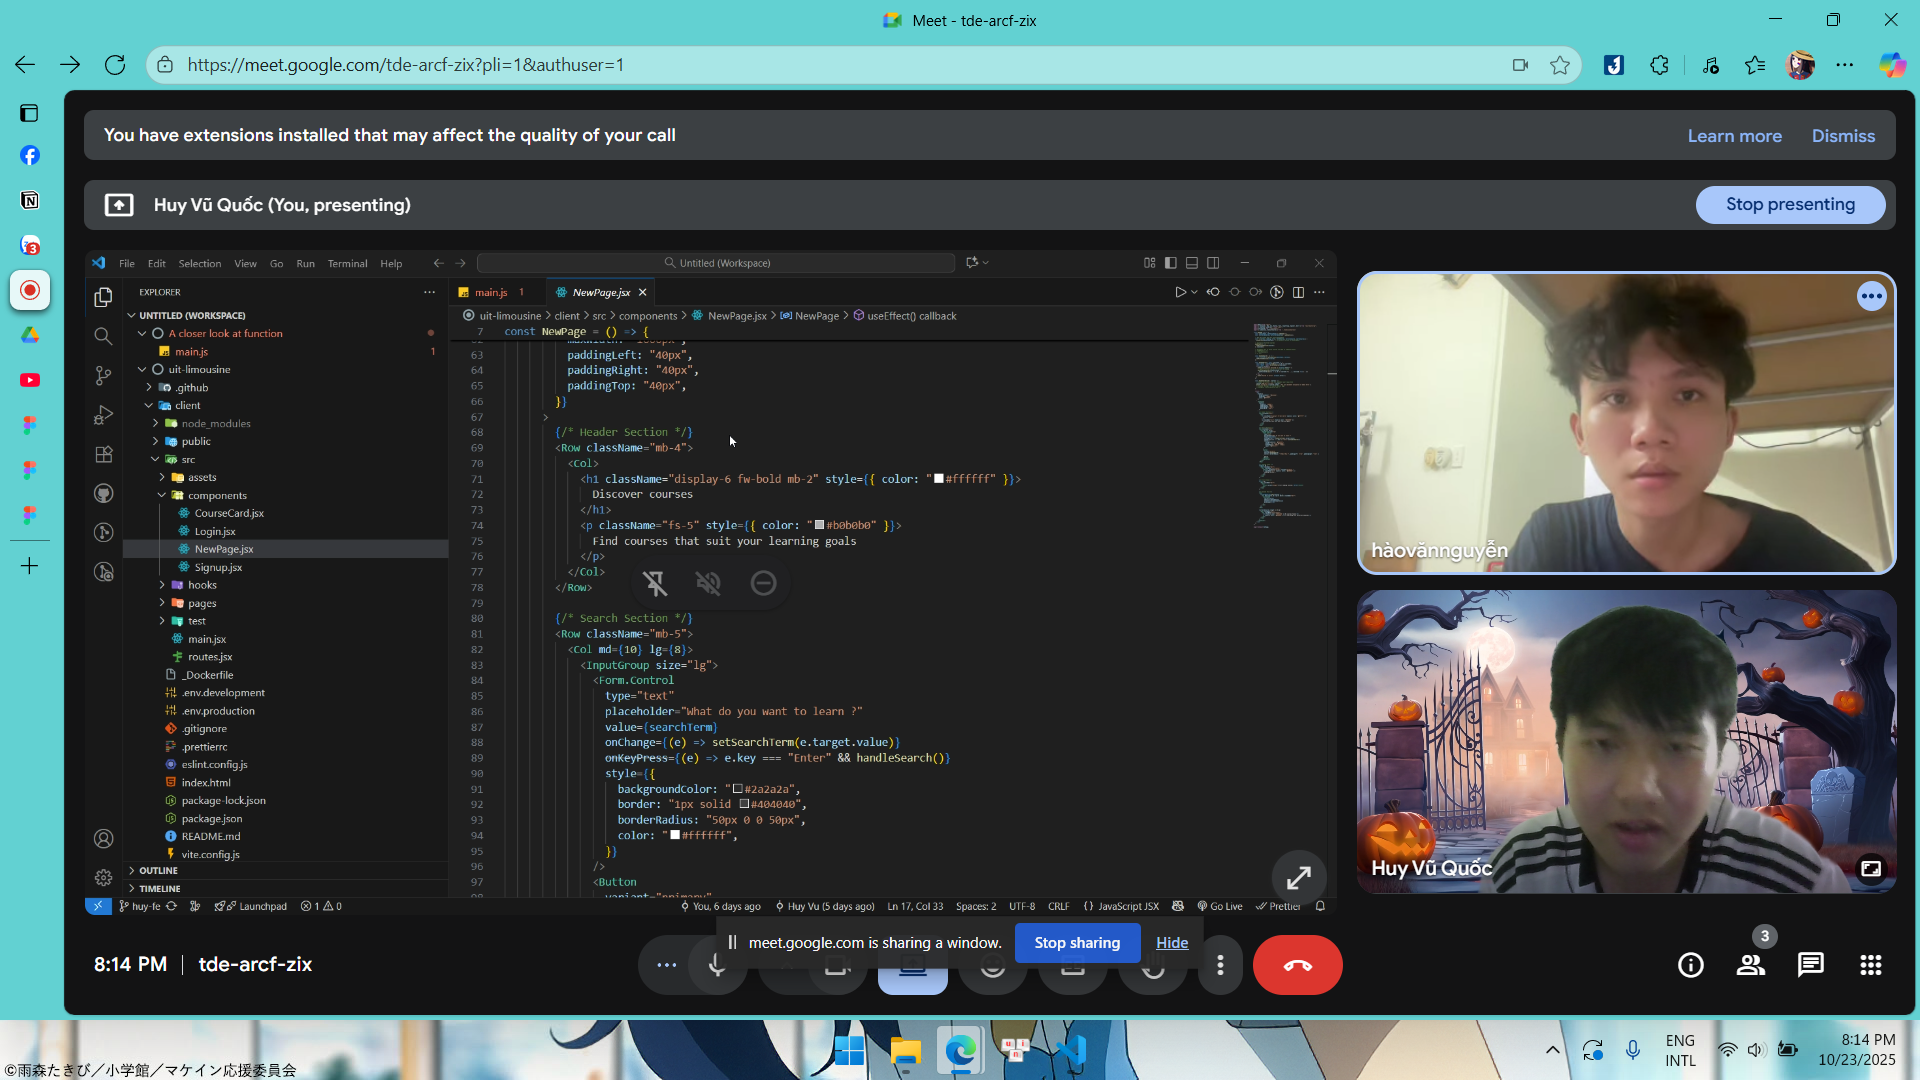 Meet - tde-arcf-zix
https://meet.google.com/tde-arcf-zix?pli=1&authuser=1
You have extensions installed that may affect the quality of your call
Learn more
Dismiss
Huy Vũ Quốc (You, presenting)
Stop presenting
File Edit Selection View Go Run Terminal Help
Untitled (Workspace)
EXPLORER
UNTITLED (WORKSPACE)
A closer look at function
main.js 1
uit-limousine
.github
client
node_modules
public
src
assets
components
CourseCard.jsx
Login.jsx
NewPage.jsx
Signup.jsx
hooks
pages
test
main.jsx
routes.jsx
_Dockerfile
.env.development
.env.production
.gitignore
.prettierrc
eslint.config.js
index.html
package-lock.json
package.json
README.md
vite.config.js
OUTLINE
TIMELINE
main.js 1
NewPage.jsx
uit-limousine > client > src > components > NewPage.jsx > NewPage > useEffect() callback
7 const NewPage = () => {
63 paddingLeft: "40px",
64 paddingRight: "40px",
65 paddingTop: "40px",
66 }}
67 >
68 {/* Header Section */}
69 <Row className="mb-4">
70 <Col>
71 <h1 className="display-6 fw-bold mb-2" style={{ color: "#ffffff" }}>
72 Discover courses
73 </h1>
74 <p className="fs-5" style={{ color: "#b0b0b0" }}>
75 Find courses that suit your learning goals
76 </p>
77 </Col>
78 </Row>
79
80 {/* Search Section */}
81 <Row className="mb-5">
82 <Col md={10} lg={8}>
83 <InputGroup size="lg">
84 <Form.Control
85 type="text"
86 placeholder="What do you want to learn ?"
87 value={searchTerm}
88 onChange={(e) => setSearchTerm(e.target.value)}
89 onKeyPress={(e) => e.key === "Enter" && handleSearch()}
90 style={{
91 backgroundColor: "#2a2a2a",
92 border: "1px solid #404040",
93 borderRadius: "50px 0 0 50px",
94 color: "#ffffff",
95 }}
96 />
97 <Button
huy-fe Launchpad 1 0
You, 6 days ago Huy Vu (5 days ago) Ln 17, Col 33 Spaces: 2 UTF-8 CRLF {} JavaScript JSX Go Live Prettier
hàovănnguyễn
Huy Vũ Quốc
meet.google.com is sharing a window.
Stop sharing
Hide
8:14 PM | tde-arcf-zix
3
ENG
INTL
8:14 PM
10/23/2025
©雨森たきび／小学館／マケイン応援委員会